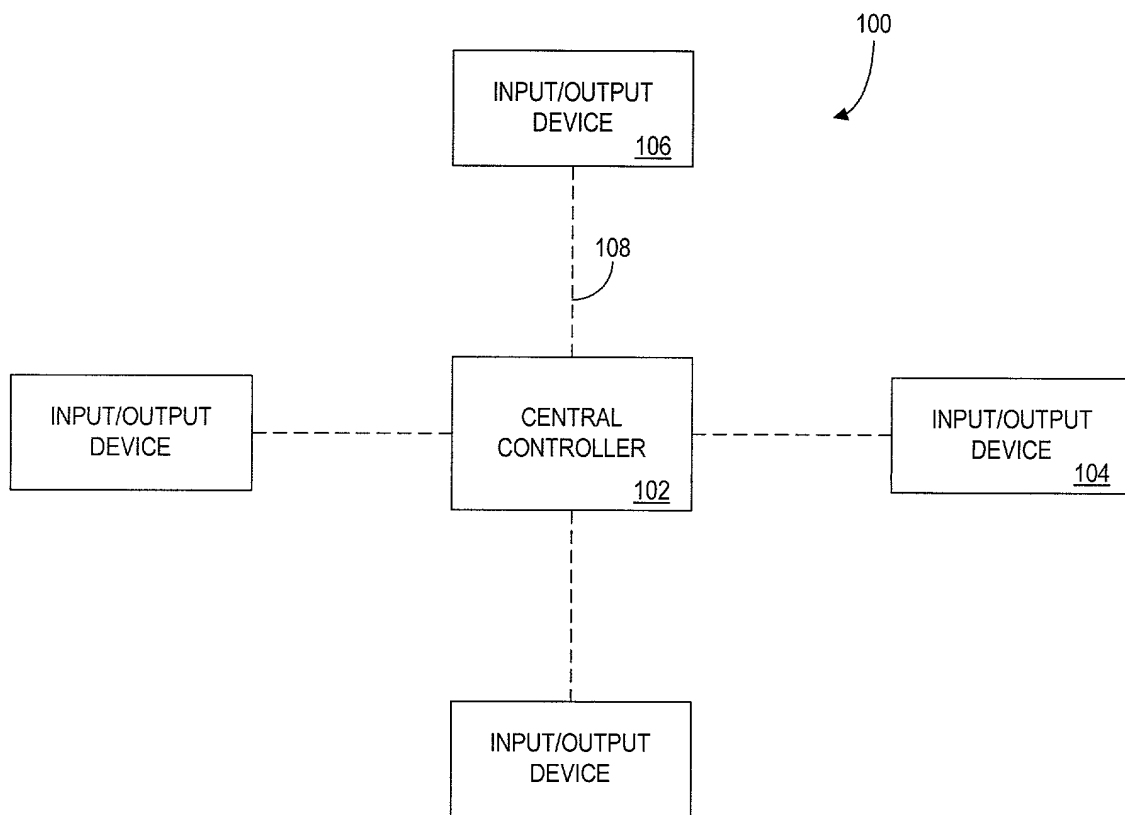 100
INPUT/OUTPUT
DEVICE
106
108
INPUT/OUTPUT
DEVICE
CENTRAL
CONTROLLER
102
INPUT/OUTPUT
DEVICE
104
INPUT/OUTPUT
DEVICE